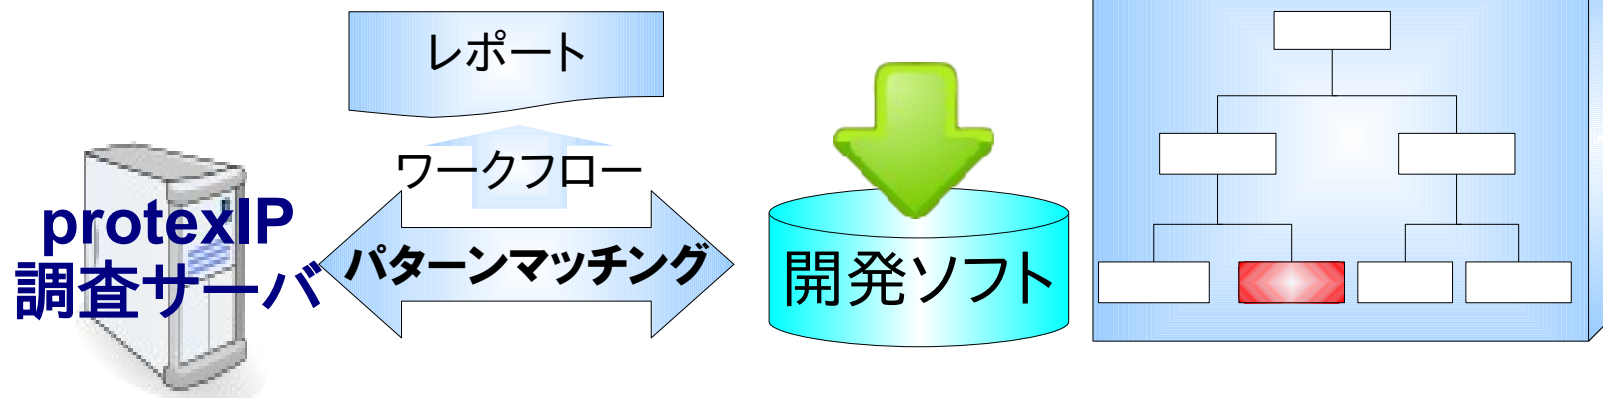 レポート
ワークフロー
protexIP
調査サーバ
パターンマッチング
開発ソフト